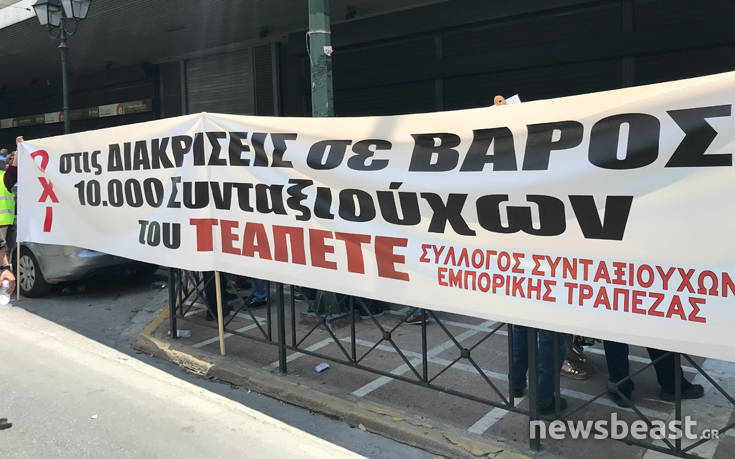 ΟΧΙ
στις ΔΙΑΚΡΙΣΕΙΣ σε ΒΑΡΟΣ
10.000 Συνταξιούχων
του ΤΕΑΠΕΤΕ
ΣΥΛΛΟΓΟΣ ΣΥΝΤΑΞΙΟΥΧΩΝ
ΕΜΠΟΡΙΚΗΣ ΤΡΑΠΕΖΑΣ
newsbeast.GR